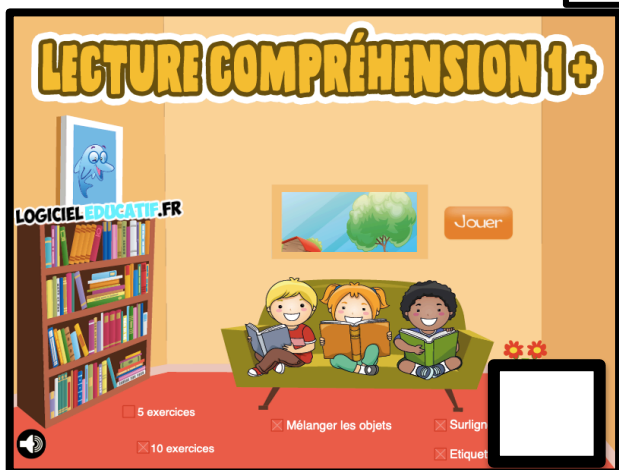 LECTURE COMPRÉHENSION 1+
LOGICIELEDUCATIF.FR
Jouer
5 exercices
Mélanger les objets
Surlign
10 exercices
Etiquet